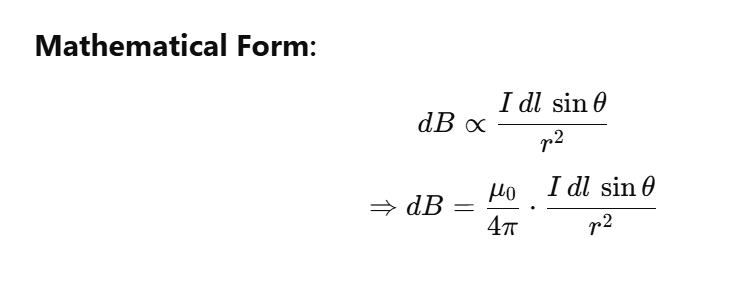 Mathematical Form:
dB ∝ I dl sin θ / r²
⇒ dB = μ₀ / 4π · I dl sin θ / r²